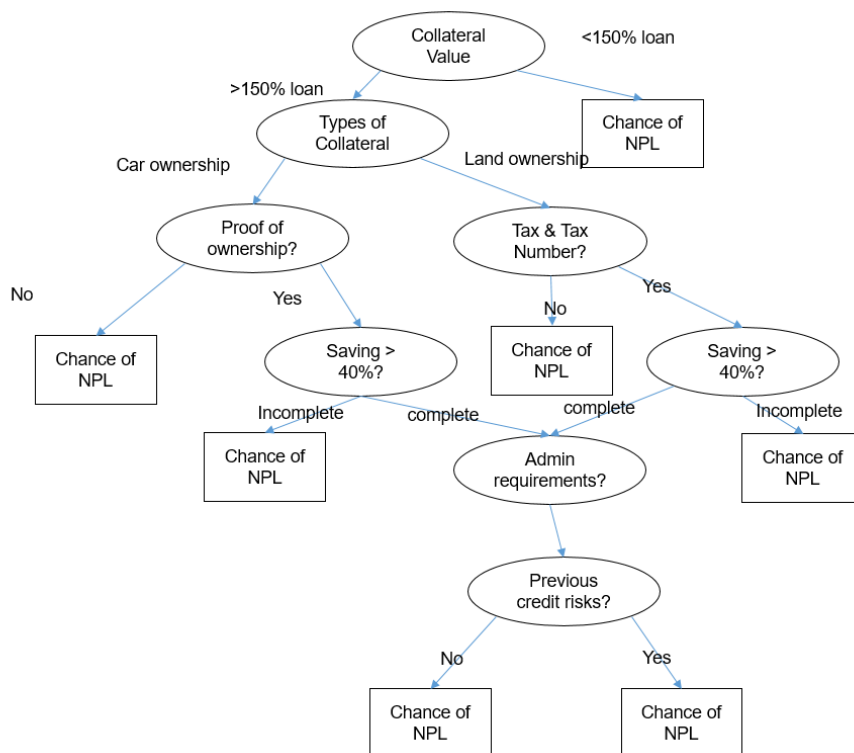 Collateral
Value
<150% loan
>150% loan
Types of
Collateral
Chance of
NPL
Car ownership
Land ownership
Proof of
ownership?
Tax & Tax
Number?
No
Yes
No
Yes
Chance of
NPL
Saving >
40%?
Chance of
NPL
Saving >
40%?
Incomplete
complete
complete
Incomplete
Chance of
NPL
Admin
requirements?
Chance of
NPL
Previous
credit risks?
No
Yes
Chance of
NPL
Chance of
NPL